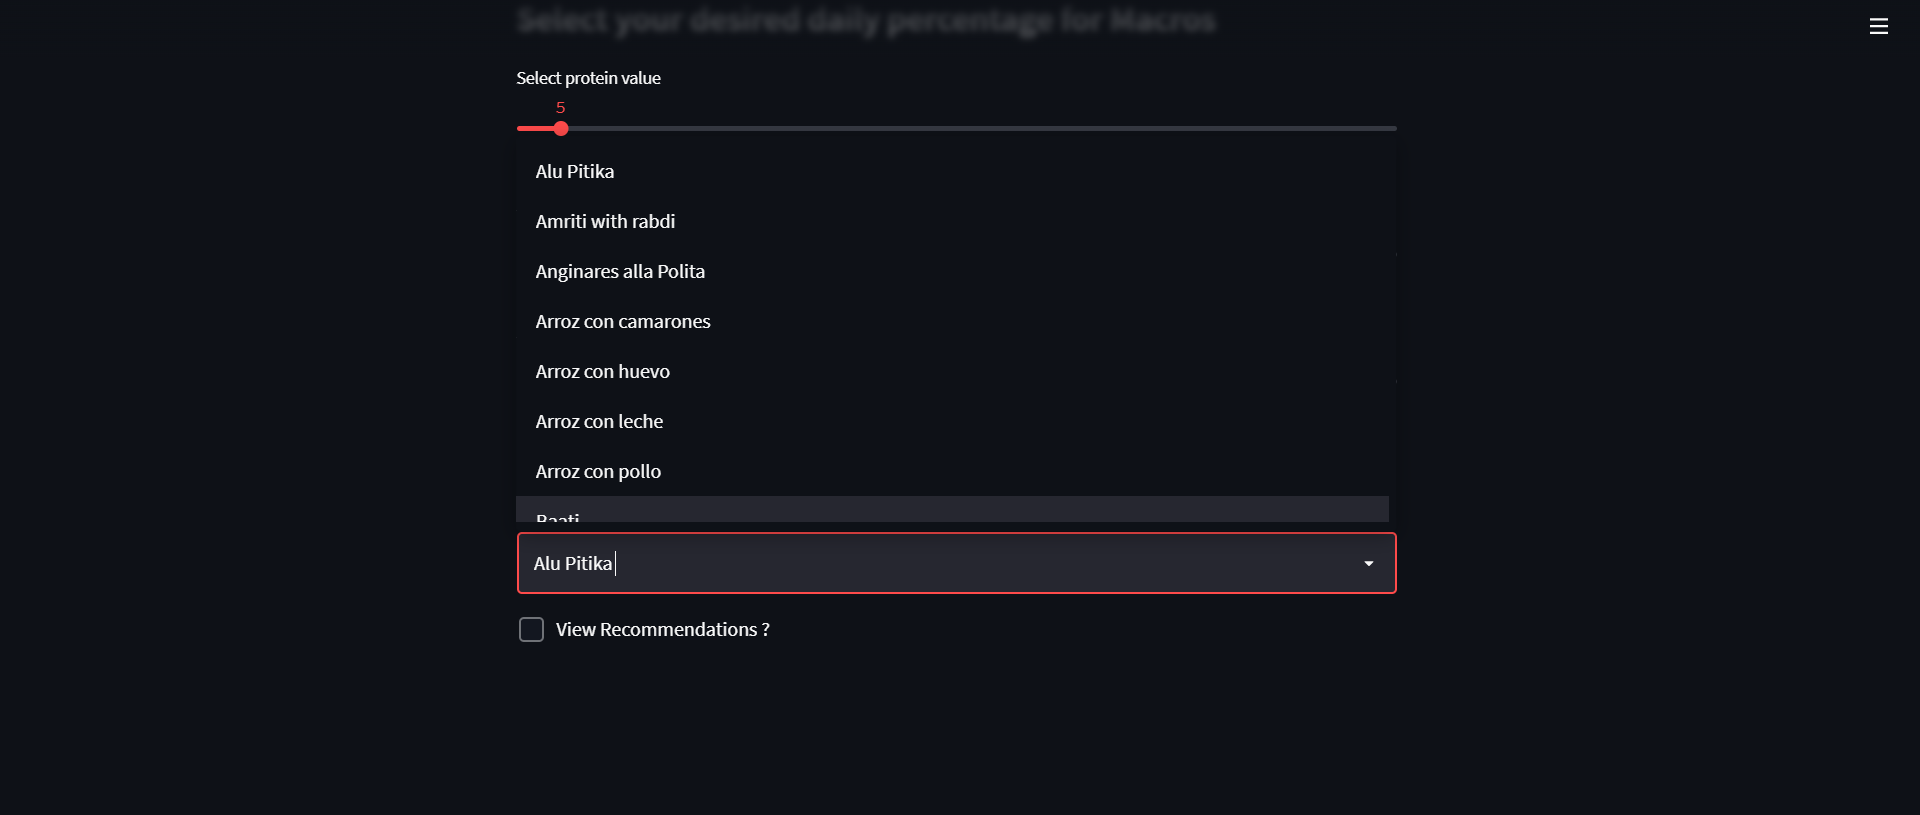 Select your desired daily percentage for Macros
Select protein value
5
Alu Pitika
Amriti with rabdi
Anginares alla Polita
Arroz con camarones
Arroz con huevo
Arroz con leche
Arroz con pollo
Baati
Alu Pitika
View Recommendations ?